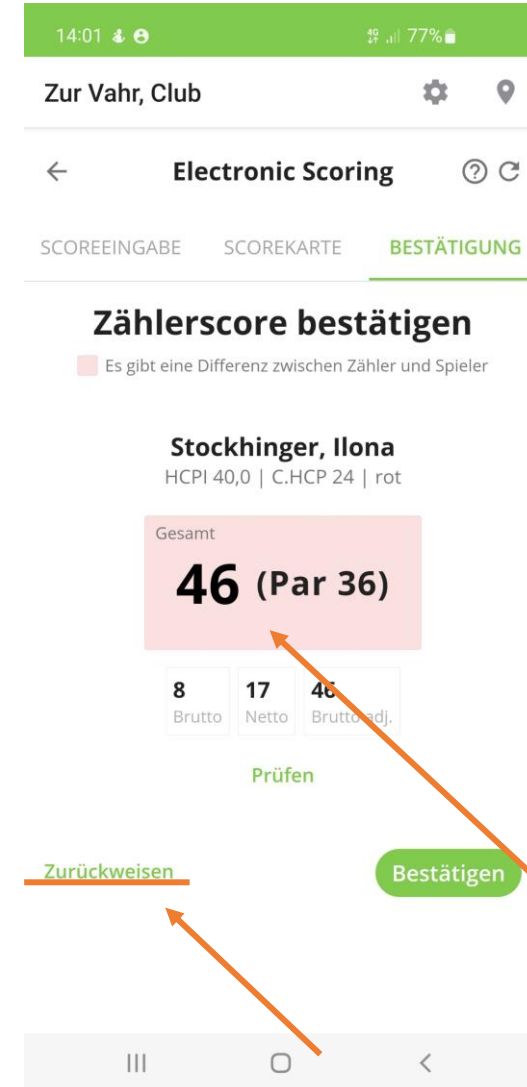 14:01 4G 77%
Zur Vahr, Club
Electronic Scoring
SCOREEINGABE SCOREKARTE BESTÄTIGUNG
Zählerscore bestätigen
Es gibt eine Differenz zwischen Zähler und Spieler
Stockhinger, Ilona
HCPI 40,0 | C.HCP 24 | rot
Gesamt
46 (Par 36)
8 17 46
Brutto Netto Brutto adj.
Prüfen
Zurückweisen Bestätigen